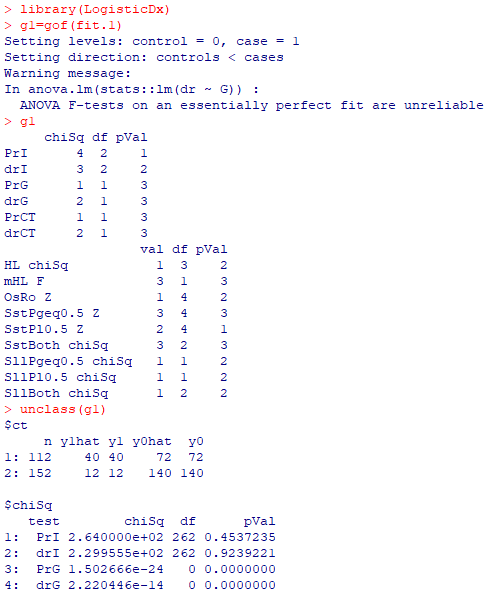 > library(LogisticDx)
> g1=gof(fit.1)
Setting levels: control = 0, case = 1
Setting direction: controls < cases
Warning message:
In anova.lm(stats::lm(dr ~ G)) :
  ANOVA F-tests on an essentially perfect fit are unreliable
> g1
     chiSq df pVal
PrI      4  2    1
drI      3  2    2
PrG      1  1    3
drG      2  1    3
PrCT     1  1    3
drCT     2  1    3
                 val df pVal
HL chiSq           1  3    2
mHL F              3  1    3
OsRo Z             1  4    2
SstPgeq0.5 Z       3  4    3
SstPl0.5 Z         2  4    1
SstBoth chiSq      3  2    3
SllPgeq0.5 chiSq   1  1    2
SllPl0.5 chiSq     1  1    2
SllBoth chiSq      1  2    2
> unclass(g1)
$ct
     n y1hat y1 y0hat  y0
1: 112    40 40    72  72
2: 152    12 12   140 140
$chiSq
   test        chiSq  df      pVal
1:  PrI 2.640000e+02 262 0.4537235
2:  drI 2.299555e+02 262 0.9239221
3:  PrG 1.502666e-24   0 0.0000000
4:  drG 2.220446e-14   0 0.0000000